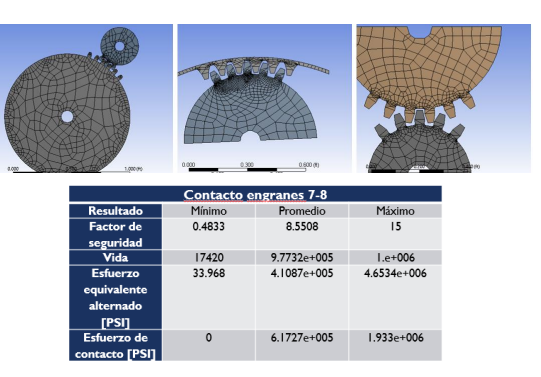 0.000 1.000 (ft)
0.000 0.300 0.600 (ft)
Contacto engranes 7-8
Resultado Mínimo Promedio Máximo
Factor de seguridad 0.4833 8.5508 15
Vida 17420 9.7732e+005 1.e+006
Esfuerzo equivalente alternado [PSI] 33.968 4.1087e+005 4.6534e+006
Esfuerzo de contacto [PSI] 0 6.1727e+005 1.933e+006